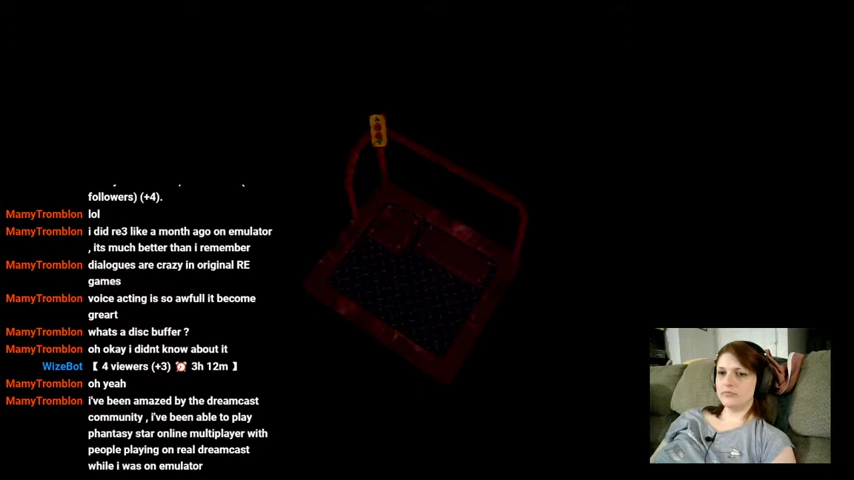 followers) (+4).
MamyTromblon lol
MamyTromblon i did re3 like a month ago on emulator
, its much better than i remember
MamyTromblon dialogues are crazy in original RE
games
MamyTromblon voice acting is so awfull it become
greart
MamyTromblon whats a disc buffer ?
MamyTromblon oh okay i didnt know about it
WizeBot 【 4 viewers (+3) ⏰ 3h 12m 】
MamyTromblon oh yeah
MamyTromblon i've been amazed by the dreamcast
community , i've been able to play
phantasy star online multiplayer with
people playing on real dreamcast
while i was on emulator